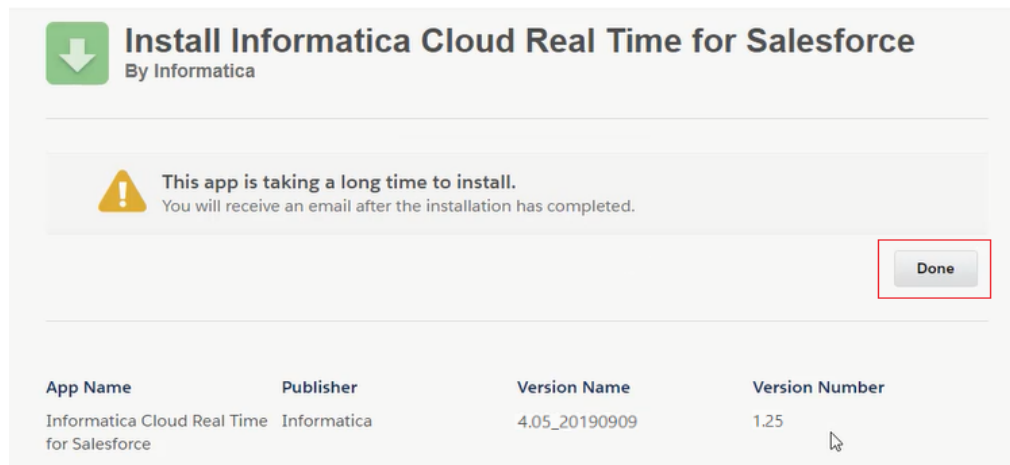 Install Informatica Cloud Real Time for Salesforce
By Informatica
This app is taking a long time to install.
You will receive an email after the installation has completed.
Done
App Name Publisher Version Name Version Number
Informatica Cloud Real Time Informatica 4.05_20190909 1.25
for Salesforce